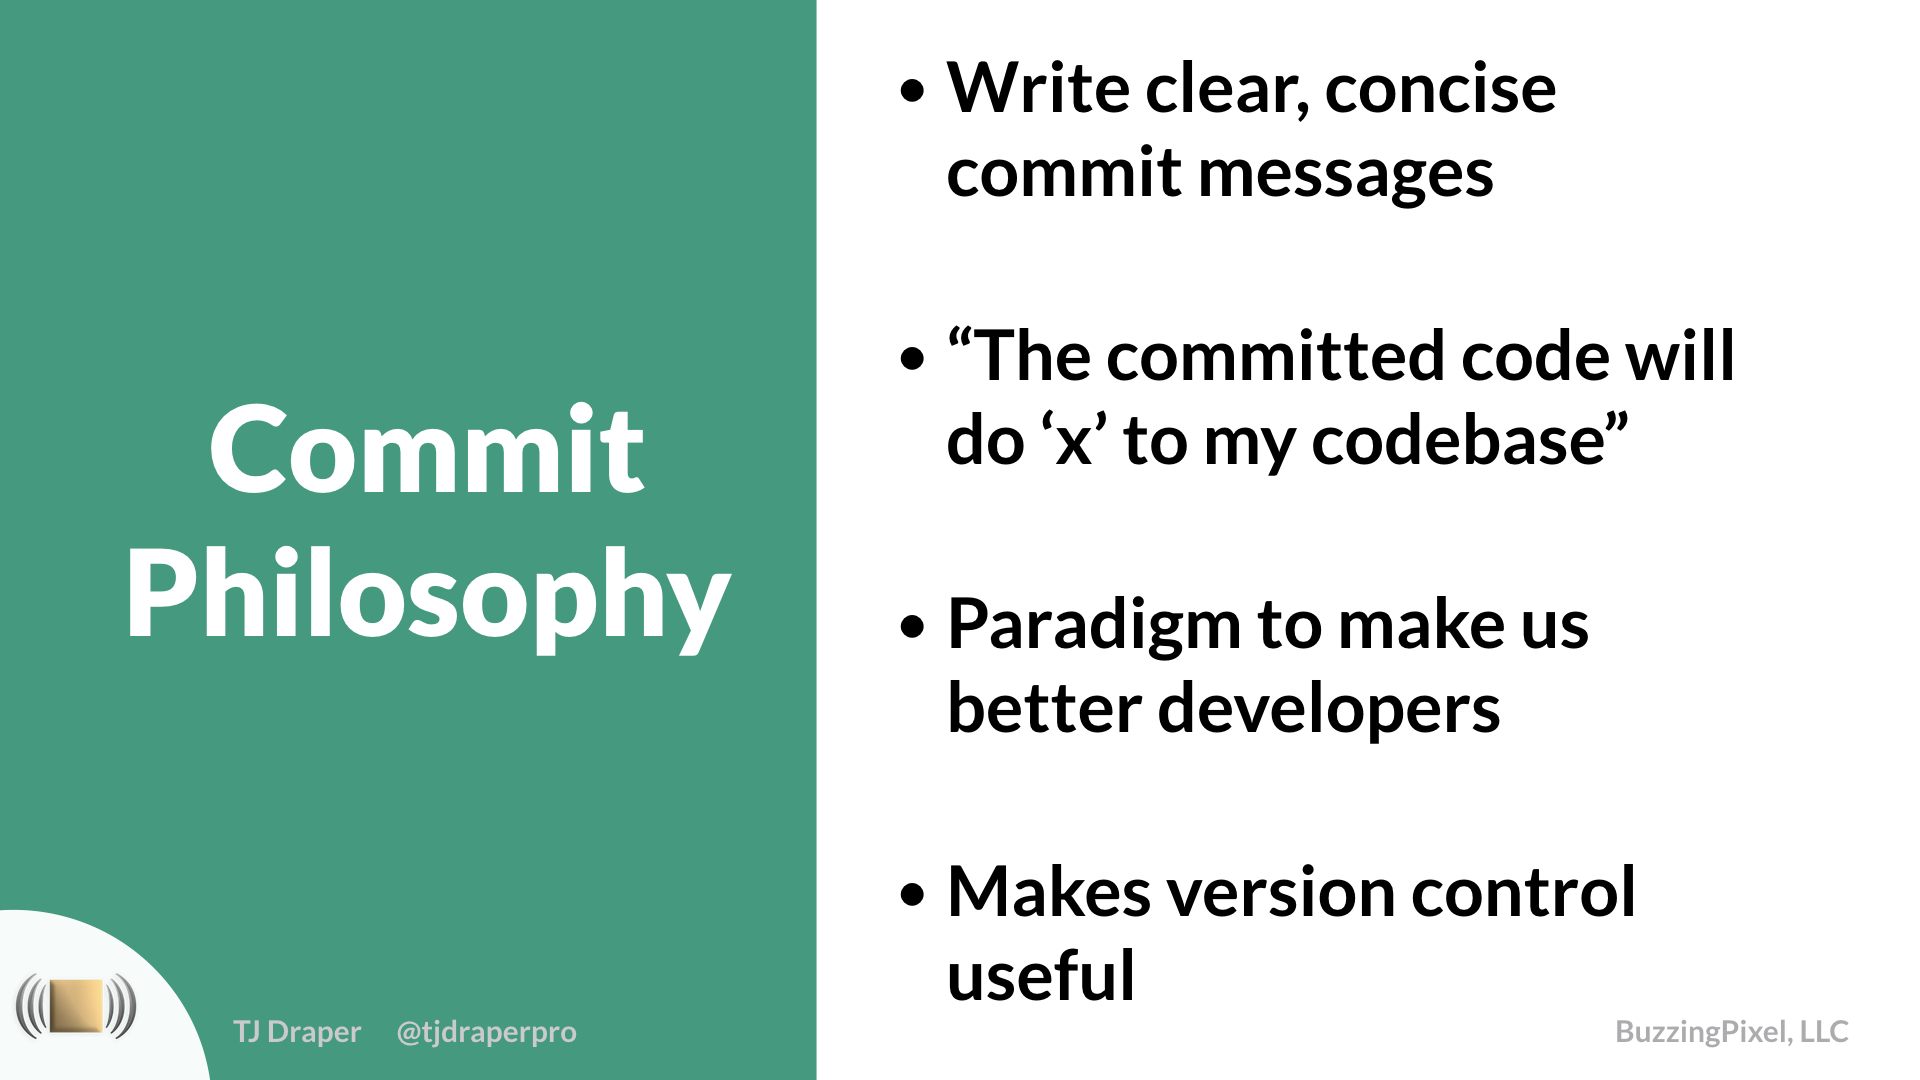 Commit
Philosophy
• Write clear, concise
commit messages
• “The committed code will
do ‘x’ to my codebase”
• Paradigm to make us
better developers
• Makes version control
useful
TJ Draper @tjdraperpro
BuzzingPixel, LLC